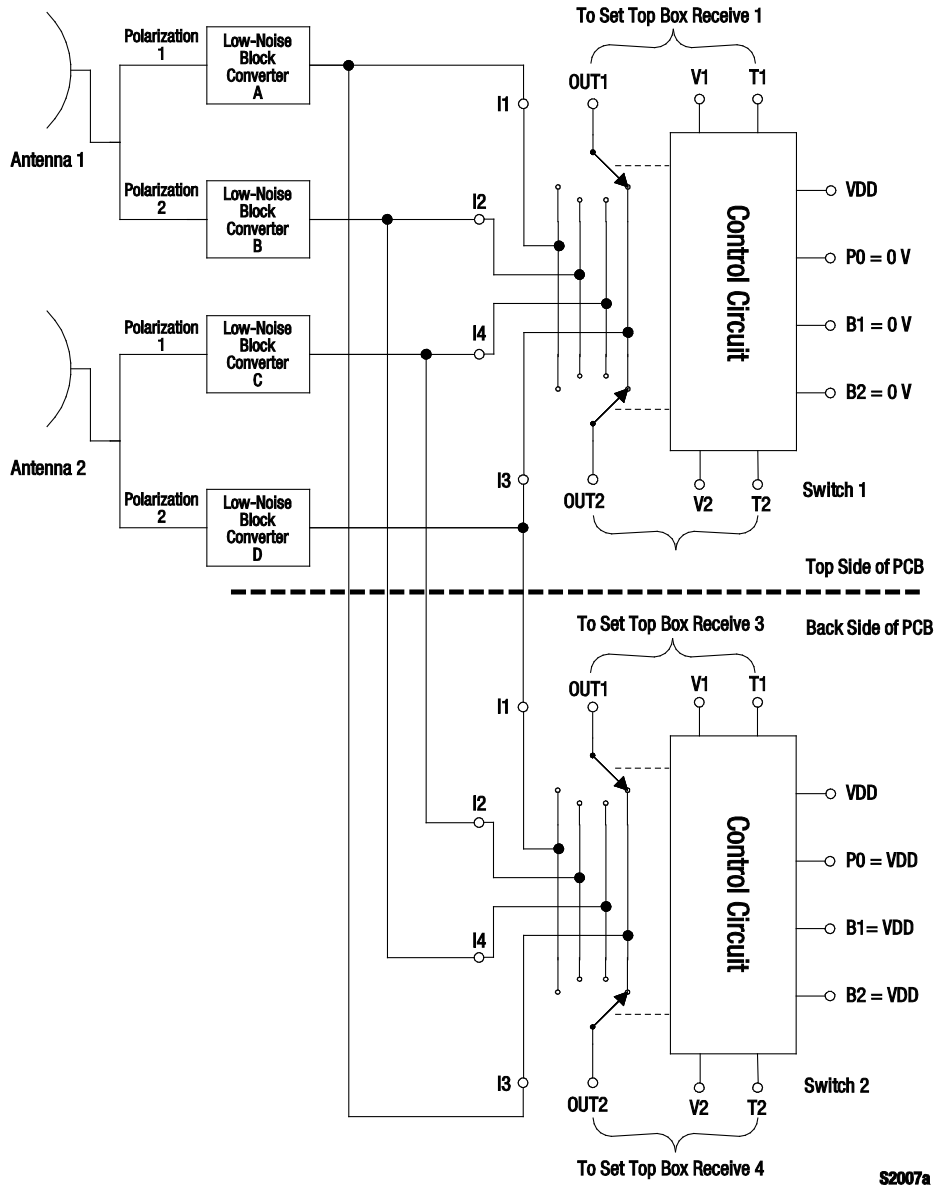 To Set Top Box Receive 1
Polarization
1
Low-Noise
Block
Converter
A
OUT1
V1
T1
I1
Antenna 1
Polarization
2
Low-Noise
Block
Converter
B
I2
VDD
Control Circuit
P0 = 0 V
Polarization
1
Low-Noise
Block
Converter
C
I4
B1 = 0 V
B2 = 0 V
Antenna 2
Polarization
2
Low-Noise
Block
Converter
D
I3
OUT2
V2
T2
Switch 1
Top Side of PCB
To Set Top Box Receive 3
Back Side of PCB
OUT1
V1
T1
I1
VDD
I2
Control Circuit
P0 = VDD
B1= VDD
I4
B2 = VDD
I3
OUT2
V2
T2
Switch 2
To Set Top Box Receive 4
S2007a